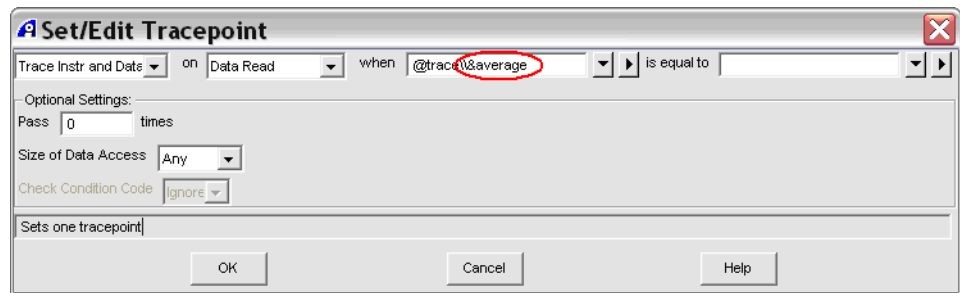 Set/Edit Tracepoint
Trace Instr and Data on Data Read when @trace\\&average is equal to
Optional Settings:
Pass 0 times
Size of Data Access Any
Check Condition Code Ignore
Sets one tracepoint
OK Cancel Help